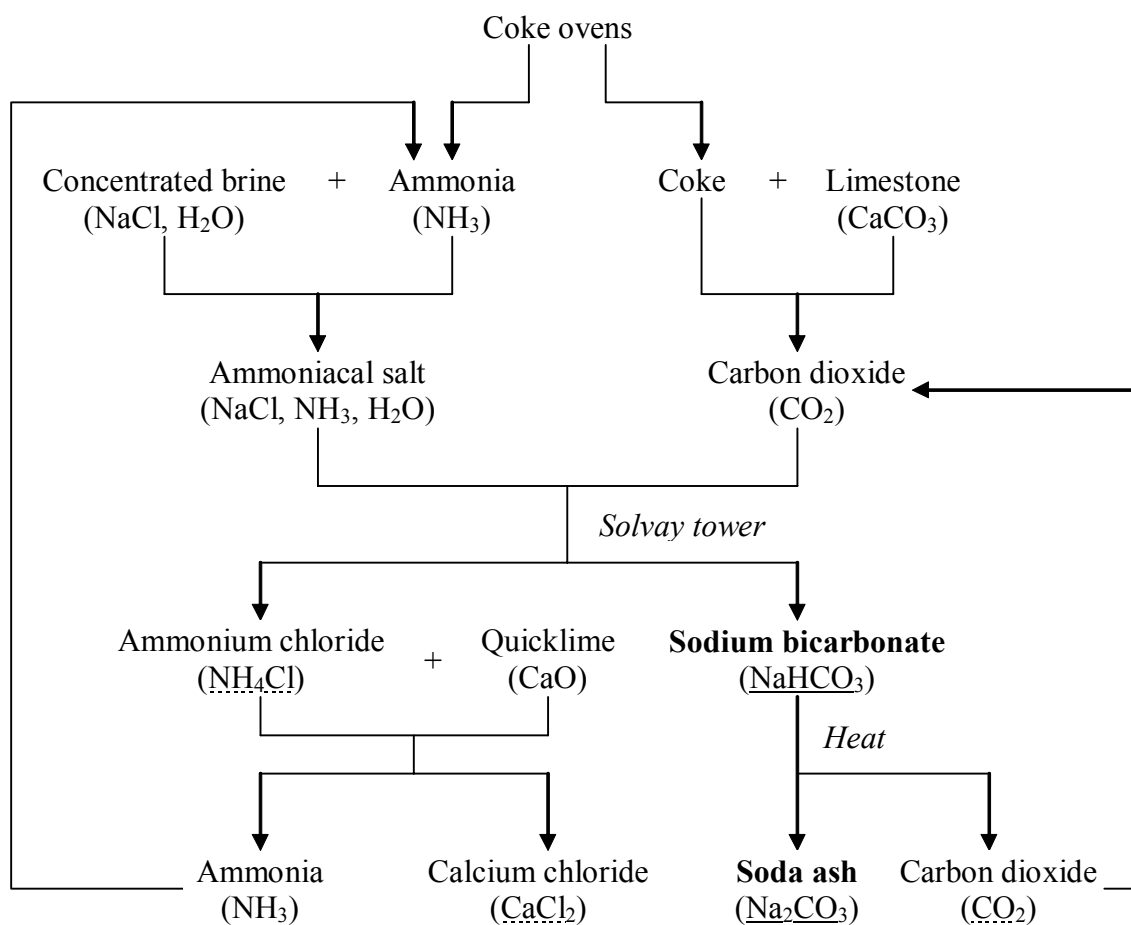 Coke ovens
Concentrated brine + Ammonia Coke + Limestone
(NaCl, H₂O) (NH₃) (CaCO₃)
Ammoniacal salt Carbon dioxide
(NaCl, NH₃, H₂O) (CO₂)
Solvay tower
Ammonium chloride + Quicklime Sodium bicarbonate
(NH₄Cl) (CaO) (NaHCO₃)
Heat
Ammonia Calcium chloride Soda ash Carbon dioxide
(NH₃) (CaCl₂) (Na₂CO₃) (CO₂)